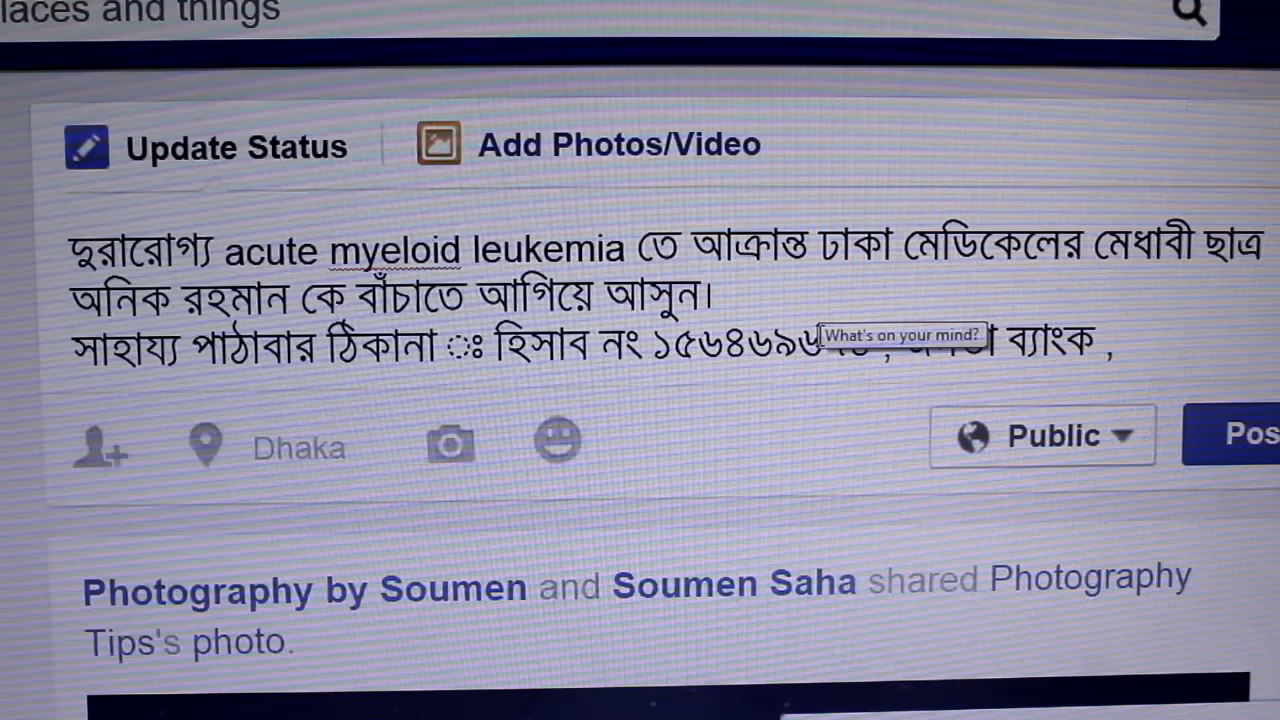 laces and things
Update Status Add Photos/Video
দুরারোগ্য acute myeloid leukemia তে আক্রান্ত ঢাকা মেডিকেলের মেধাবী ছাত্র
অনিক রহমান কে বাঁচাতে আগিয়ে আসুন।
সাহায্য পাঠাবার ঠিকানা ঃ হিসাব নং ব্যাংক ,
What's on your mind?
Dhaka Public Pos
Photography by Soumen and Soumen Saha shared Photography
Tips's photo.